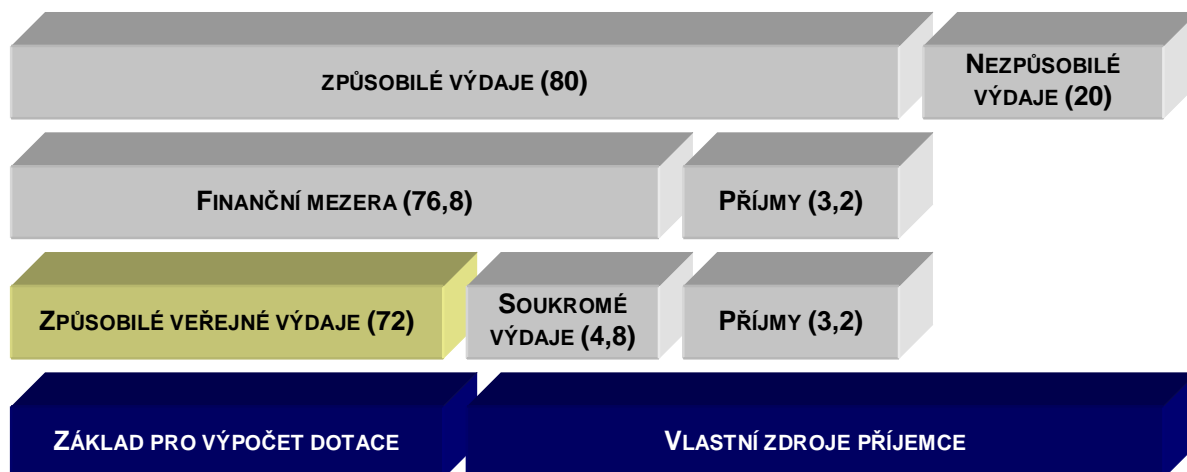 ZPŮSOBILÉ VÝDAJE (80)
NEZPŮSOBILÉ
VÝDAJE (20)
FINANČNÍ MEZERA (76,8)
PŘÍJMY (3,2)
ZPŮSOBILÉ VEŘEJNÉ VÝDAJE (72)
SOUKROMÉ
VÝDAJE (4,8)
PŘÍJMY (3,2)
ZÁKLAD PRO VÝPOČET DOTACE
VLASTNÍ ZDROJE PŘÍJEMCE